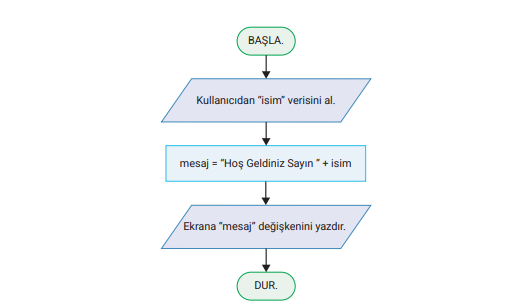 BAŞLA.
Kullanıcıdan “isim” verisini al.
mesaj = “Hoş Geldiniz Sayın ” + isim
Ekrana “mesaj” değişkenini yazdır.
DUR.